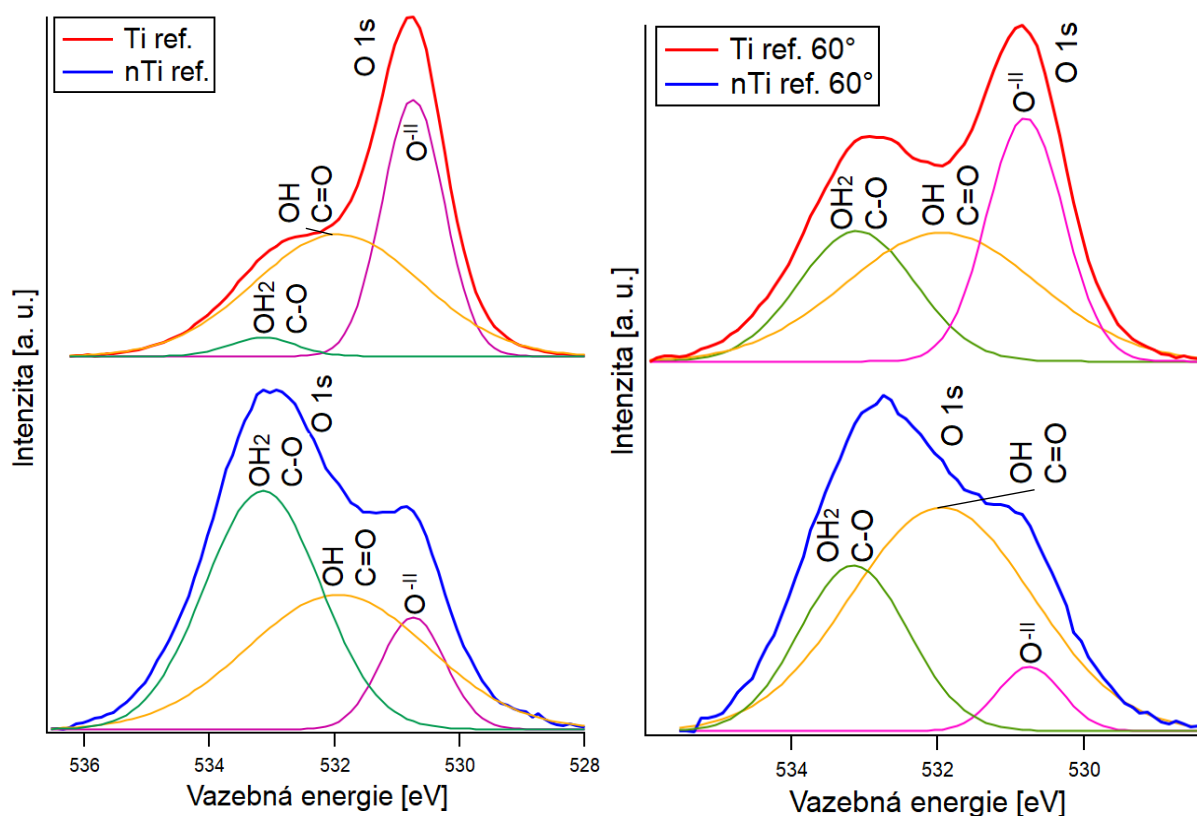 Ti ref.
nTi ref.
O 1s
O-II
OH
C=O
OH2
C-O
O 1s
OH2
C-O
OH
C=O
O-II
Intenzita [a. u.]
536
534
532
530
528
Vazebná energie [eV]
Ti ref. 60°
nTi ref. 60°
O 1s
O-II
OH2
C-O
OH
C=O
O 1s
OH
C=O
OH2
C-O
O-II
Intenzita [a. u.]
534
532
530
Vazebná energie [eV]